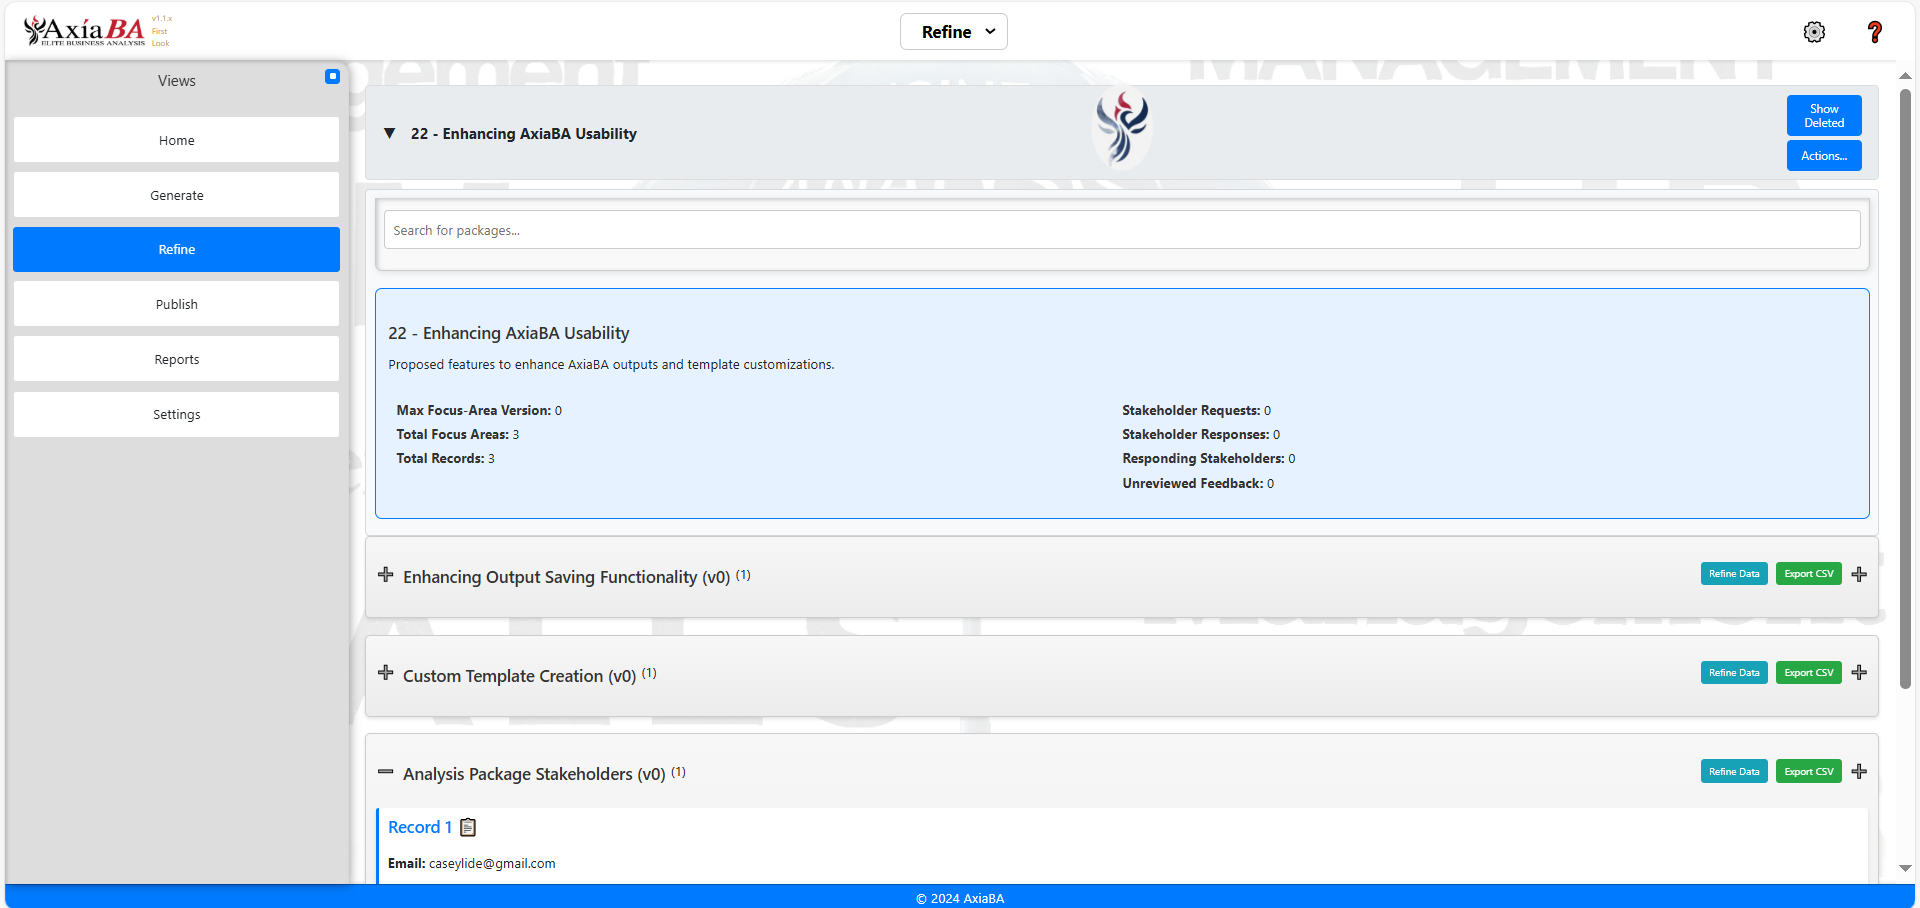 AxíaBA
ELITE BUSINESS ANALYSIS
v1.1.x
First
Look
Refine
Views
Home
Generate
Refine
Publish
Reports
Settings
22 - Enhancing AxiaBA Usability
Show
Deleted
Actions...
Search for packages...
22 - Enhancing AxiaBA Usability
Proposed features to enhance AxiaBA outputs and template customizations.
Max Focus-Area Version: 0
Total Focus Areas: 3
Total Records: 3
Stakeholder Requests: 0
Stakeholder Responses: 0
Responding Stakeholders: 0
Unreviewed Feedback: 0
Enhancing Output Saving Functionality (v0) (1)
Refine Data
Export CSV
Custom Template Creation (v0) (1)
Refine Data
Export CSV
Analysis Package Stakeholders (v0) (1)
Refine Data
Export CSV
Record 1
Email: caseylide@gmail.com
© 2024 AxiaBA